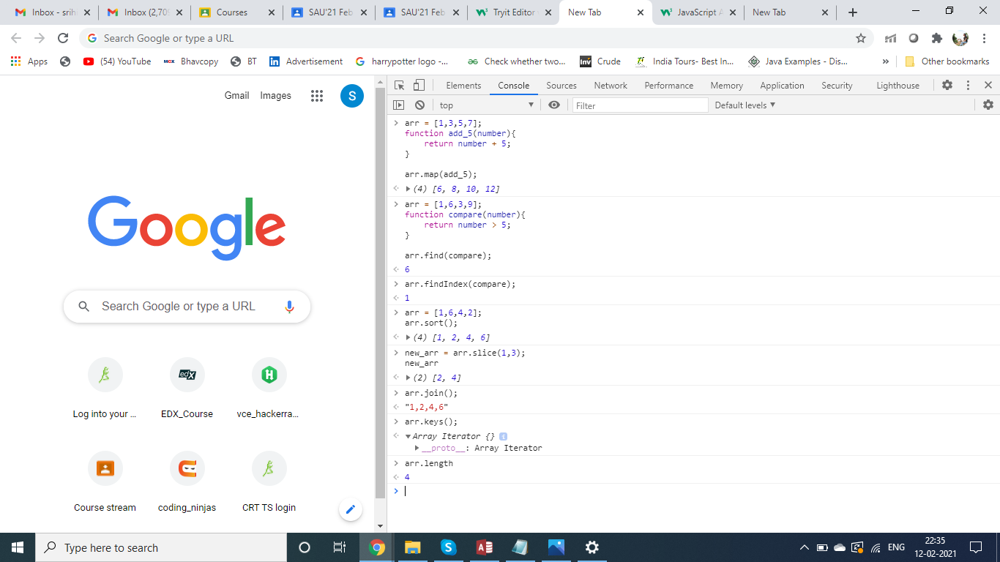 Inbox - srih
Inbox (2,709
Courses
SAU'21 Feb
SAU'21 Feb
Tryit Editor
New Tab
JavaScript A
New Tab
Search Google or type a URL
Apps
(54) YouTube
MCX Bhavcopy
BT
Advertisement
harrypotter logo -...
Check whether two...
inv Crude
India Tours- Best In...
Java Examples - Dis...
»
Other bookmarks
Gmail
Images
S
Google
Search Google or type a URL
Log into your ...
edX
EDX_Course
H
vce_hackerra...
Course stream
coding_ninjas
CRT TS login
Elements
Console
Sources
Network
Performance
Memory
Application
Security
Lighthouse
top
Filter
Default levels
arr = [1,3,5,7];
function add_5(number){
    return number + 5;
}
arr.map(add_5);
(4) [6, 8, 10, 12]
arr = [1,6,3,9];
function compare(number){
    return number > 5;
}
arr.find(compare);
6
arr.findIndex(compare);
1
arr = [1,6,4,2];
arr.sort();
(4) [1, 2, 4, 6]
new_arr = arr.slice(1,3);
new_arr
(2) [2, 4]
arr.join();
"1,2,4,6"
arr.keys();
Array Iterator {} i
__proto__: Array Iterator
arr.length
4
Type here to search
ENG
22:35
12-02-2021